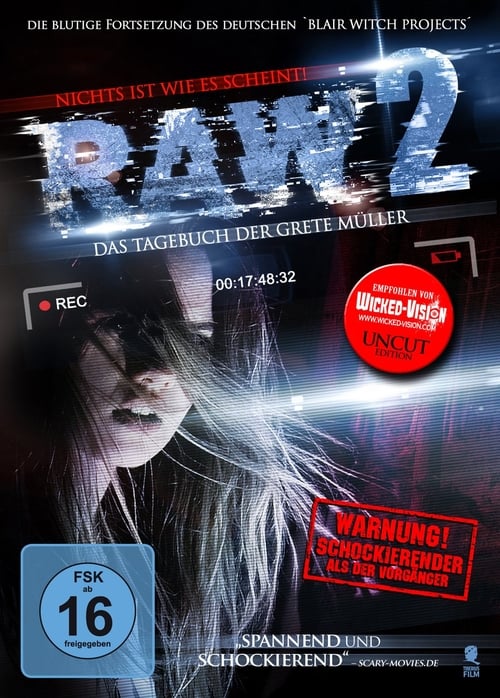 DIE BLUTIGE FORTSETZUNG DES DEUTSCHEN `BLAIR WITCH PROJECTS´
NICHTS IST WIE ES SCHEINT!
RAW 2
DAS TAGEBUCH DER GRETE MÜLLER
00:17:48:32
REC
EMPFOHLEN VON
WICKED-VISION
WWW.WICKED-VISION.COM
UNCUT
EDITION
WARNUNG!
SCHOCKIERENDER
ALS DER VORGÄNGER
FSK
ab
16
freigegeben
„SPANNEND UND
SCHOCKIEREND“ – SCARY-MOVIES.DE
TIBERIUS
FILM